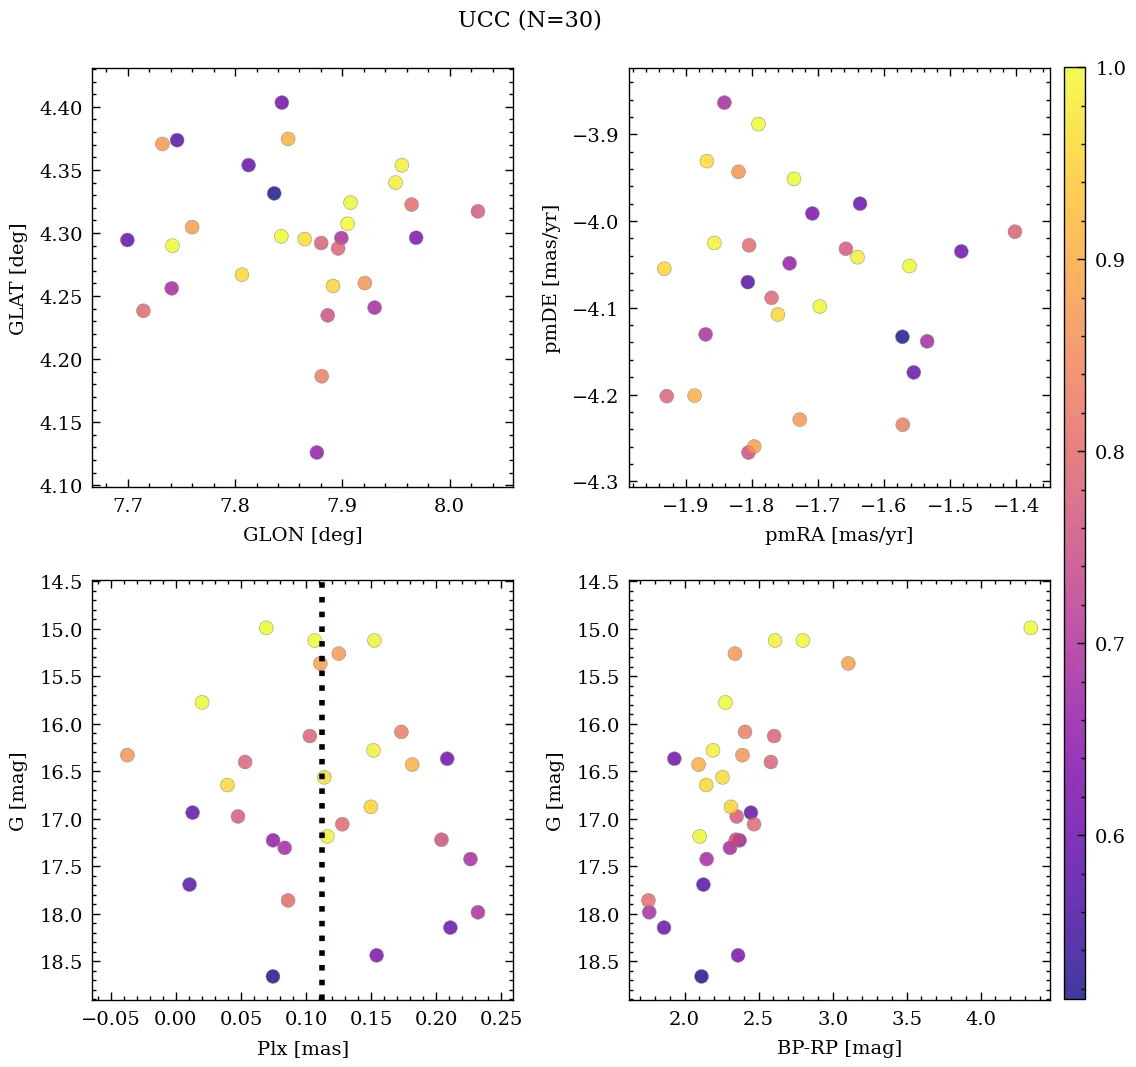 UCC (N=30)
4.40
4.35
4.30
4.25
4.20
4.15
4.10
GLAT [deg]
7.7 7.8 7.9 8.0
GLON [deg]
−3.9
−4.0
−4.1
−4.2
−4.3
pmDE [mas/yr]
−1.9 −1.8 −1.7 −1.6 −1.5 −1.4
pmRA [mas/yr]
14.5
15.0
15.5
16.0
16.5
17.0
17.5
18.0
18.5
G [mag]
−0.05 0.00 0.05 0.10 0.15 0.20 0.25
Plx [mas]
14.5
15.0
15.5
16.0
16.5
17.0
17.5
18.0
18.5
G [mag]
2.0 2.5 3.0 3.5 4.0
BP-RP [mag]
1.0
0.9
0.8
0.7
0.6